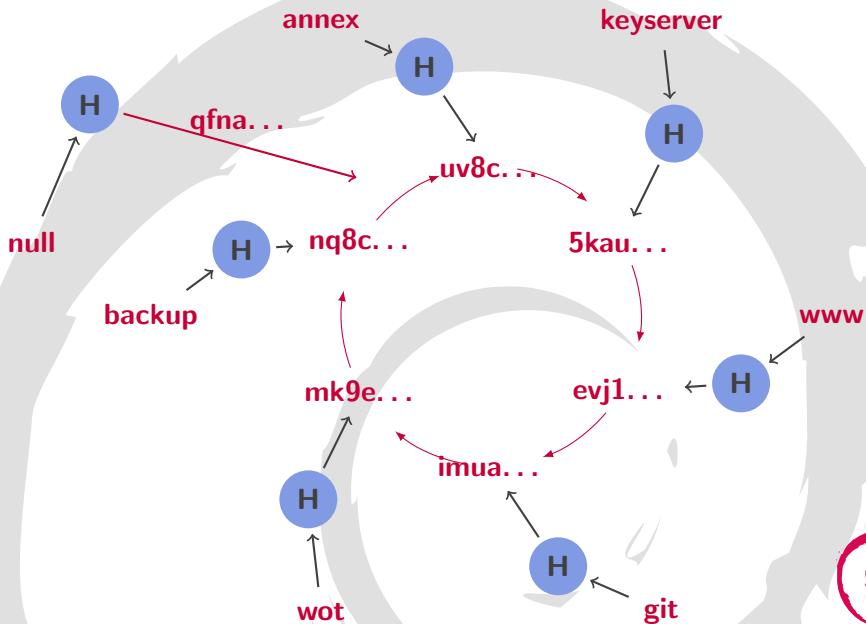 annex
keyserver
H
H
qfna...
H
uv8c...
null
H
nq8c...
5kau...
backup
www
H
mk9e...
evj1...
imua...
H
H
wot
git